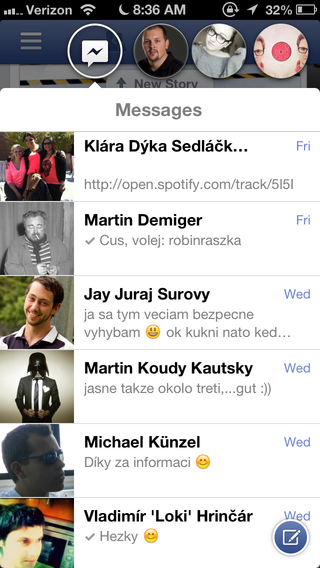 Verizon 8:36 AM 32%
New Story
Messages
Klára Dýka Sedláčk… Fri
http://open.spotify.com/track/5l5I
Martin Demiger Fri
Cus, volej: robinraszka
Jay Juraj Surovy Wed
ja sa tym veciam bezpecne
vyhybam 😃 ok kukni nato ked…
Martin Koudy Kautsky Wed
jasne takze okolo treti,...gut :))
Michael Künzel Wed
Díky za informaci 😊
Vladimír 'Loki' Hrinčár Wed
Hezky 😊